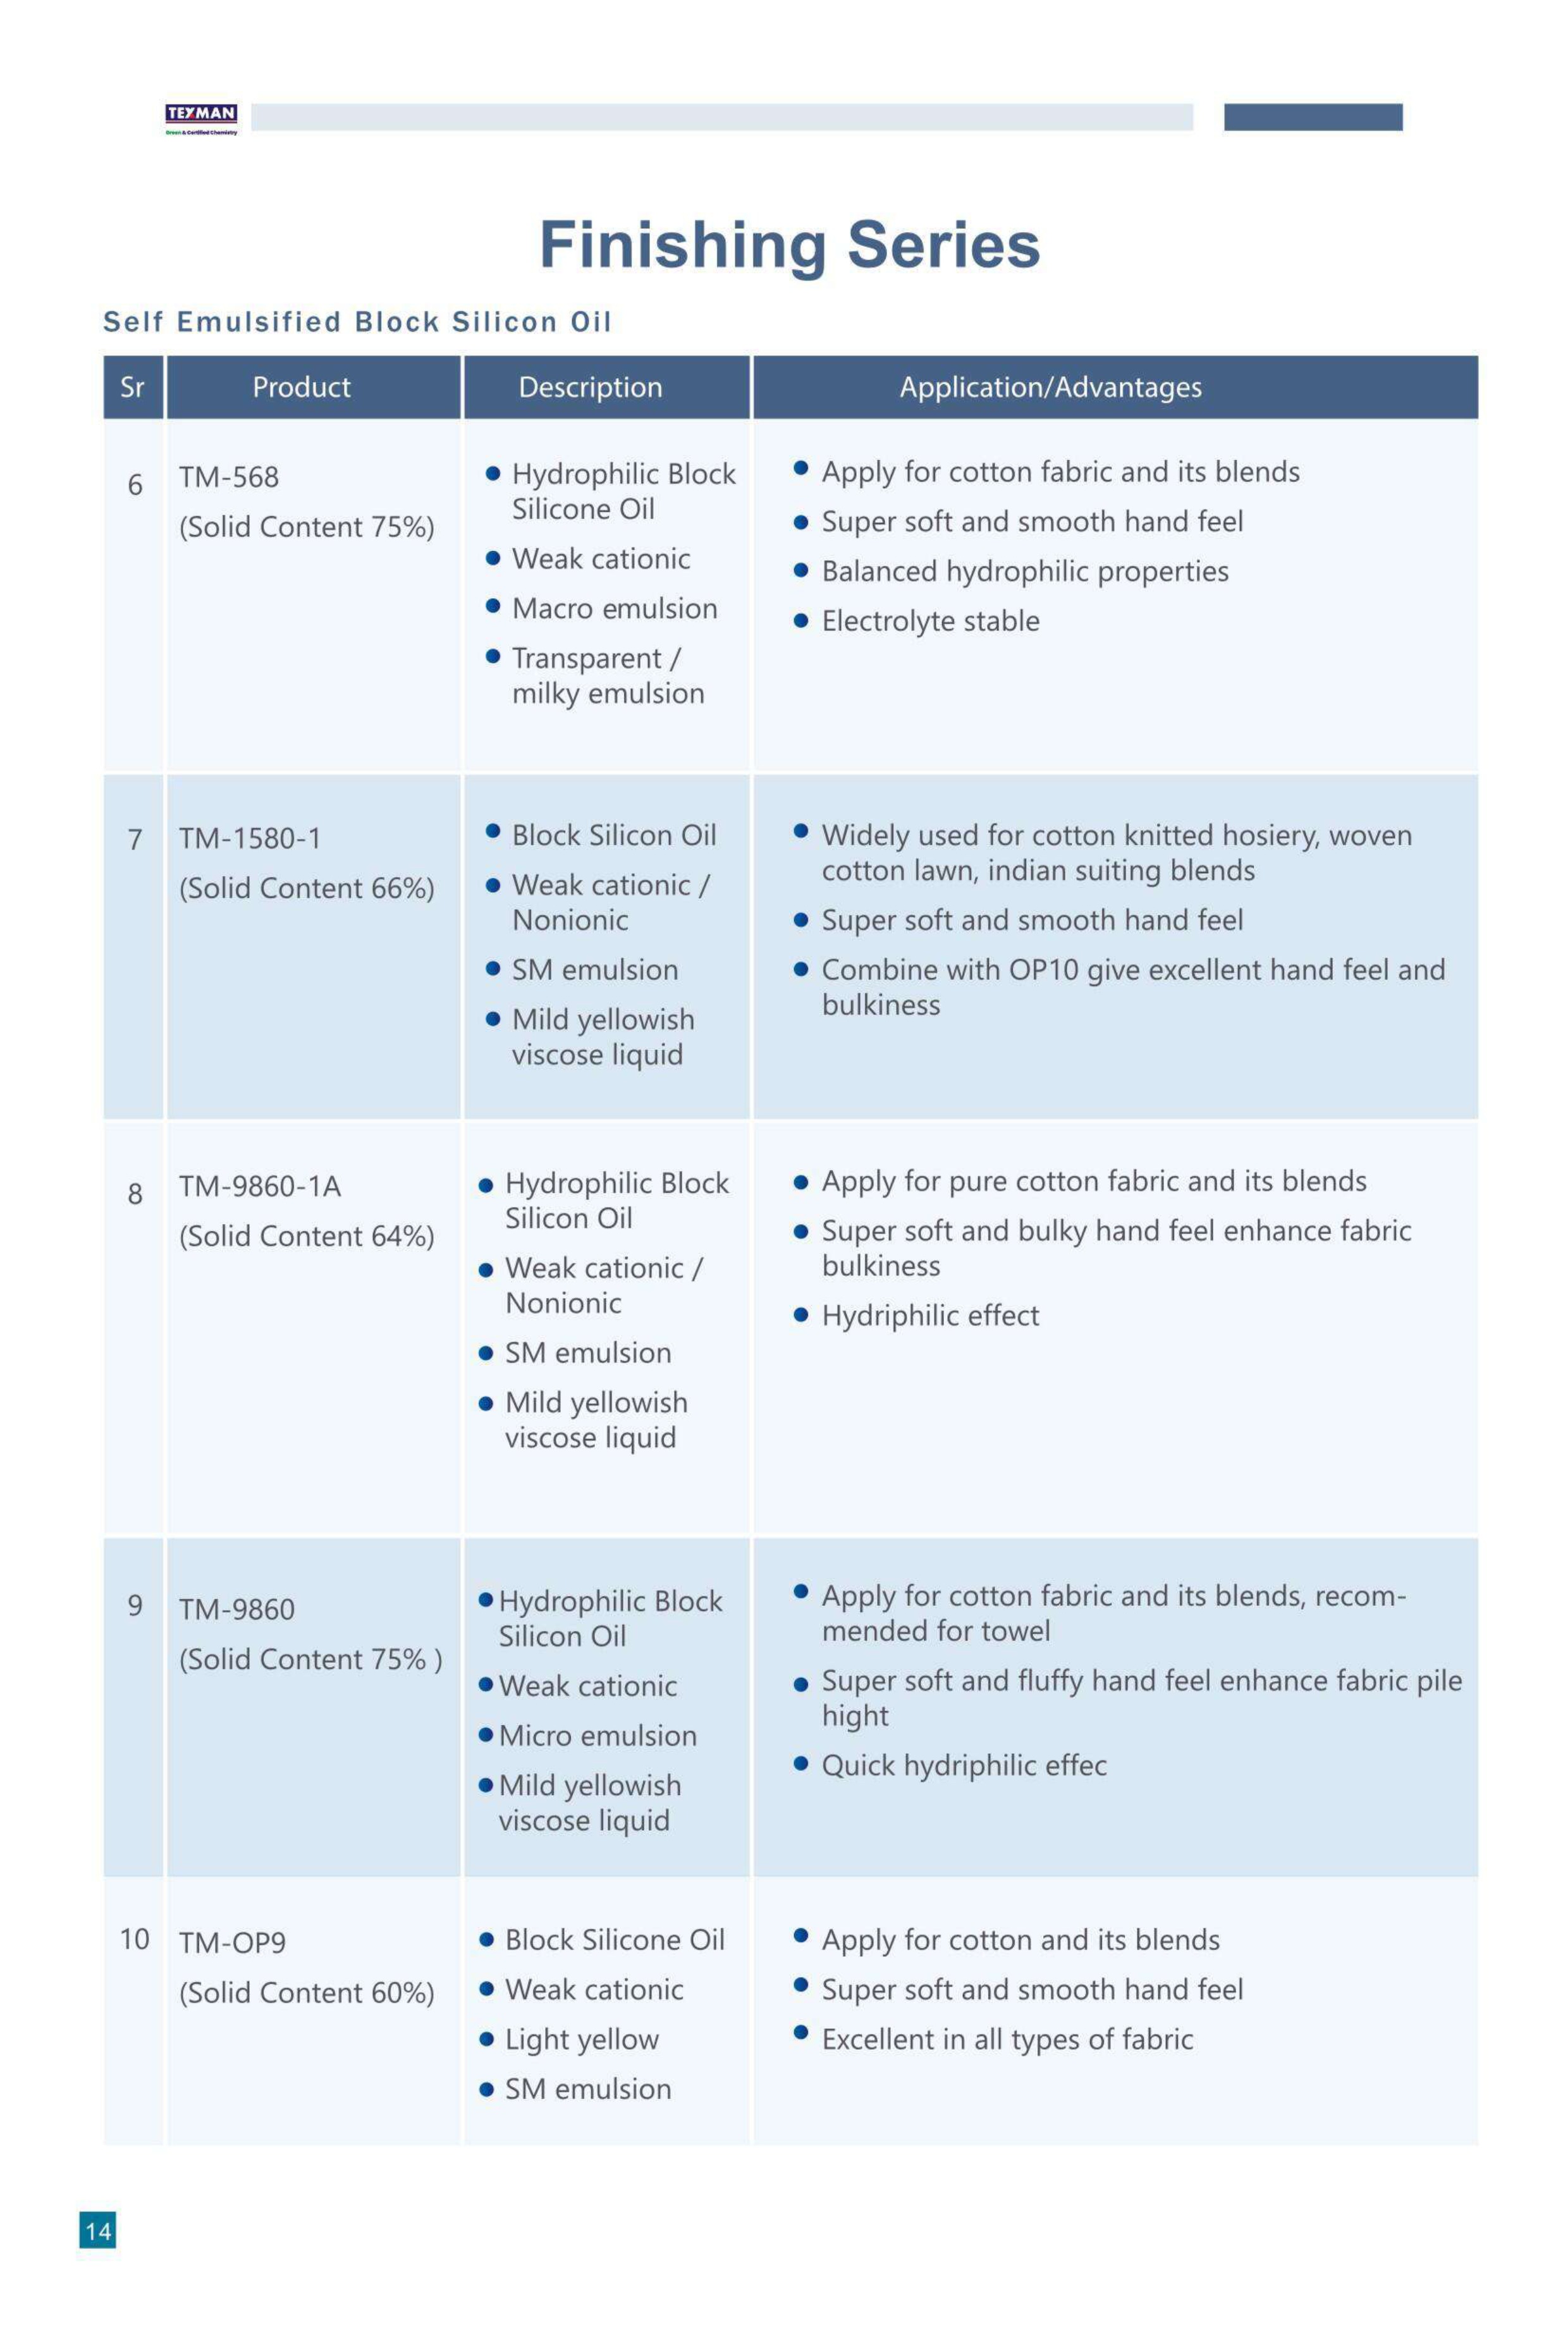 TEXMAN
Green & Certified Chemistry
Finishing Series
Self Emulsified Block Silicon Oil
Sr
Product
Description
Application/Advantages
6
TM-568
(Solid Content 75%)
Hydrophilic Block
Silicone Oil
Weak cationic
Macro emulsion
Transparent /
milky emulsion
Apply for cotton fabric and its blends
Super soft and smooth hand feel
Balanced hydrophilic properties
Electrolyte stable
7
TM-1580-1
(Solid Content 66%)
Block Silicon Oil
Weak cationic /
Nonionic
SM emulsion
Mild yellowish
viscose liquid
Widely used for cotton knitted hosiery, woven
cotton lawn, indian suiting blends
Super soft and smooth hand feel
Combine with OP10 give excellent hand feel and
bulkiness
8
TM-9860-1A
(Solid Content 64%)
Hydrophilic Block
Silicon Oil
Weak cationic /
Nonionic
SM emulsion
Mild yellowish
viscose liquid
Apply for pure cotton fabric and its blends
Super soft and bulky hand feel enhance fabric
bulkiness
Hydriphilic effect
9
TM-9860
(Solid Content 75% )
Hydrophilic Block
Silicon Oil
Weak cationic
Micro emulsion
Mild yellowish
viscose liquid
Apply for cotton fabric and its blends, recom-
mended for towel
Super soft and fluffy hand feel enhance fabric pile
hight
Quick hydriphilic effec
10
TM-OP9
(Solid Content 60%)
Block Silicone Oil
Weak cationic
Light yellow
SM emulsion
Apply for cotton and its blends
Super soft and smooth hand feel
Excellent in all types of fabric
14